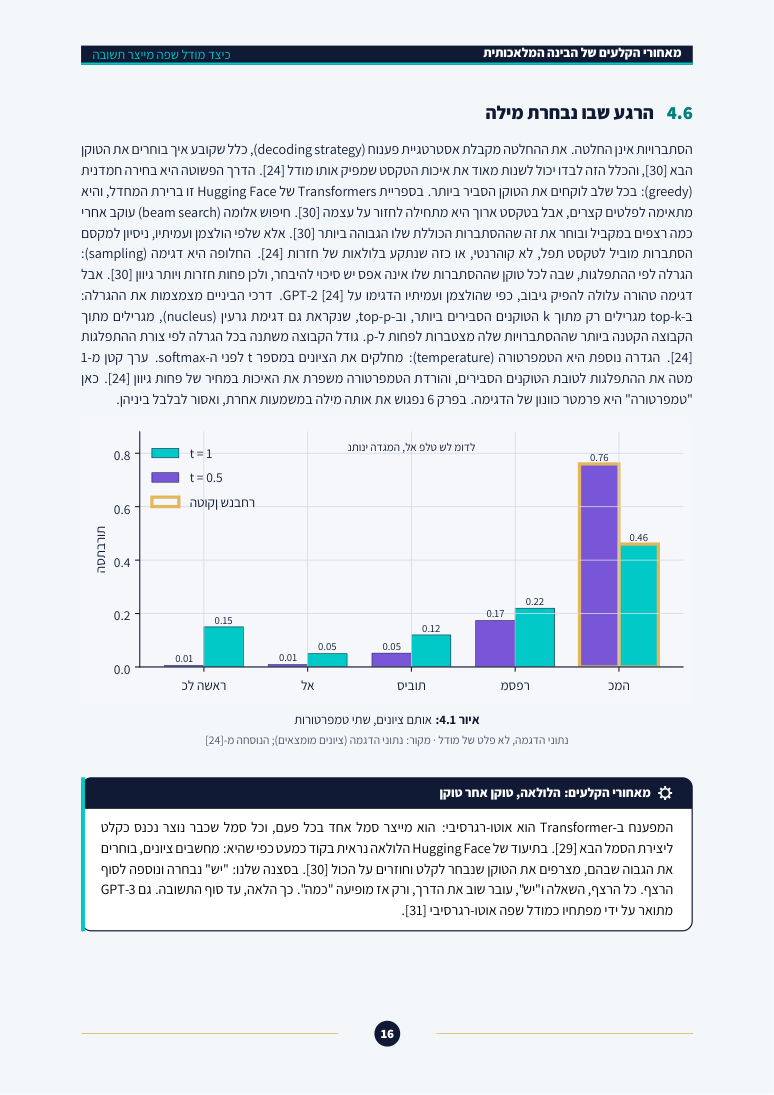 מאחורי הקלעים של הבינה המלאכותית
כיצד מודל שפה מייצר תשובה
4.6 הרגע שבו נבחרת מילה
הסתברויות אינן החלטה. את ההחלטה מקבלת אסטרטגיית פענוח (decoding strategy), כלל שקובע איך בוחרים את הטוקן
הבא [30], והכלל הזה לבדו יכול לשנות מאוד את איכות הטקסט שמפיק אותו מודל [24]. הדרך הפשוטה היא בחירה חמדנית
(greedy): בכל שלב לוקחים את הטוקן הסביר ביותר. בספריית Transformers של Hugging Face זו ברירת המחדל, והיא
מתאימה לפלטים קצרים, אבל בטקסט ארוך היא מתחילה לחזור על עצמה [30]. חיפוש אלומה (beam search) עוקב אחרי
כמה רצפים במקביל ובוחר את זה שההסתברות הכוללת שלו הגבוהה ביותר [30]. אלא שלפי הולצמן ועמיתיו, ניסיון למקסם
הסתברות מוביל לטקסט תפל, לא קוהרנטי, או כזה שנתקע בלולאות של חזרות [24]. החלופה היא דגימה (sampling):
הגרלה לפי ההתפלגות, שבה לכל טוקן שההסתברות שלו אינה אפס יש סיכוי להיבחר, ולכן פחות חזרות ויותר גיוון [30]. אבל
דגימה טהורה עלולה להפיק גיבוב, כפי שהולצמן ועמיתיו הדגימו על GPT-2 [24]. דרכי הביניים מצמצמות את ההגרלה:
ב-top-k מגרילים רק מתוך k הטוקנים הסבירים ביותר, וב-top-p, שנקראת גם דגימת גרעין (nucleus), מגרילים מתוך
הקבוצה הקטנה ביותר שההסתברויות שלה מצטברות לפחות ל-p. גודל הקבוצה משתנה בכל הגרלה לפי צורת ההתפלגות
[24]. הגדרה נוספת היא הטמפרטורה (temperature): מחלקים את הציונים במספר t לפני ה-softmax. ערך קטן מ-1
מטה את ההתפלגות לטובת הטוקנים הסבירים, והורדת הטמפרטורה משפרת את האיכות במחיר של פחות גיוון [24]. כאן
"טמפרטורה" היא פרמטר כוונון של הדגימה. בפרק 6 נפגוש את אותה מילה במשמעות אחרת, ואסור לבלבל ביניהן.
לדומ לש טלפ אל, המגדה ינותנ
t = 1
t = 0.5
רחבנש ןקוטה
תורבתסה
0.8
0.6
0.4
0.2
0.0
0.76
0.46
0.17
0.22
0.05
0.12
0.01
0.05
0.01
0.15
המכ
רפסמ
תוביס
אל
ראשה לכ
איור 4.1: אותם ציונים, שתי טמפרטורות
נתוני הדגמה, לא פלט של מודל · מקור: נתוני הדגמה (ציונים מומצאים); הנוסחה מ-[24]
מאחורי הקלעים: הלולאה, טוקן אחר טוקן
המפענח ב-Transformer הוא אוטו-רגרסיבי: הוא מייצר סמל אחד בכל פעם, וכל סמל שכבר נוצר נכנס כקלט
ליצירת הסמל הבא [29]. בתיעוד של Hugging Face הלולאה נראית בקוד כמעט כפי שהיא: מחשבים ציונים, בוחרים
את הגבוה שבהם, מצרפים את הטוקן שנבחר לקלט וחוזרים על הכול [30]. בסצנה שלנו: "יש" נבחרה ונוספה לסוף
הרצף. כל הרצף, השאלה ו"יש", עובר שוב את הדרך, ורק אז מופיעה "כמה". כך הלאה, עד סוף התשובה. גם GPT-3
מתואר על ידי מפתחיו כמודל שפה אוטו-רגרסיבי [31].
16